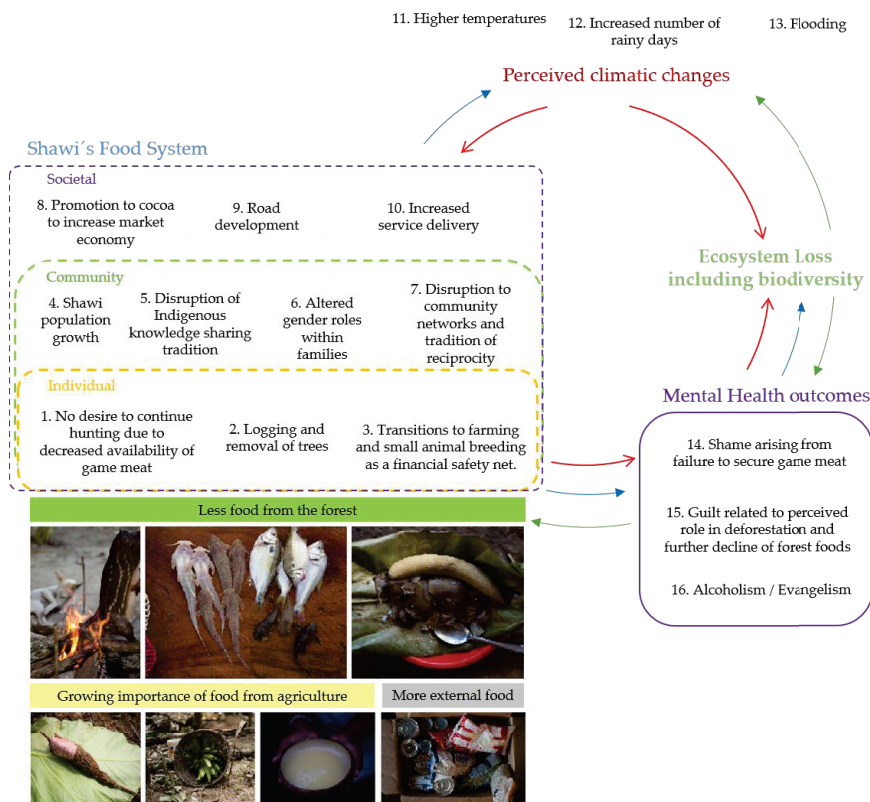 11. Higher temperatures
12. Increased number of
rainy days
13. Flooding
Perceived climatic changes
Shawi´s Food System
Societal
8. Promotion to cocoa
to increase market
economy
9. Road
development
10. Increased
service delivery
Community
4. Shawi
population
growth
5. Disruption of
Indigenous
knowledge sharing
tradition
6. Altered
gender roles
within
families
7. Disruption to
community
networks and
tradition of
reciprocity
Individual
1. No desire to continue
hunting due to
decreased availability of
game meat
2. Logging and
removal of trees
3. Transitions to farming
and small animal breeding
as a financial safety net.
Ecosystem Loss
including biodiversity
Mental Health outcomes
14. Shame arising from
failure to secure game meat
15. Guilt related to perceived
role in deforestation and
further decline of forest foods
16. Alcoholism / Evangelism
Less food from the forest
Growing importance of food from agriculture
More external food